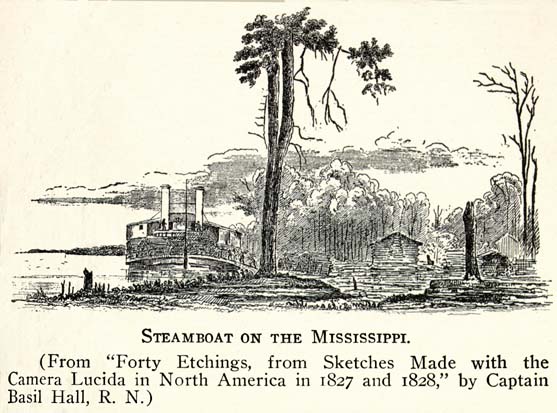 STEAMBOAT ON THE MISSISSIPPI.
(From "Forty Etchings, from Sketches Made with the
Camera Lucida in North America in 1827 and 1828," by Captain
Basil Hall, R. N.)